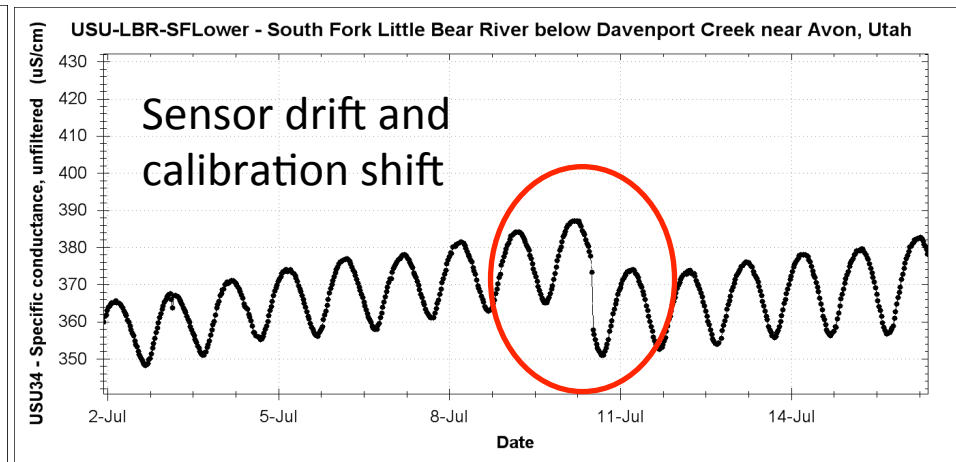 USU-LBR-SFLower - South Fork Little Bear River below Davenport Creek near Avon, Utah
USU34 - Specific conductance, unfiltered (uS/cm)
430
420
410
400
390
380
370
360
350
Sensor drift and
calibration shift
2-Jul
5-Jul
8-Jul
11-Jul
14-Jul
Date